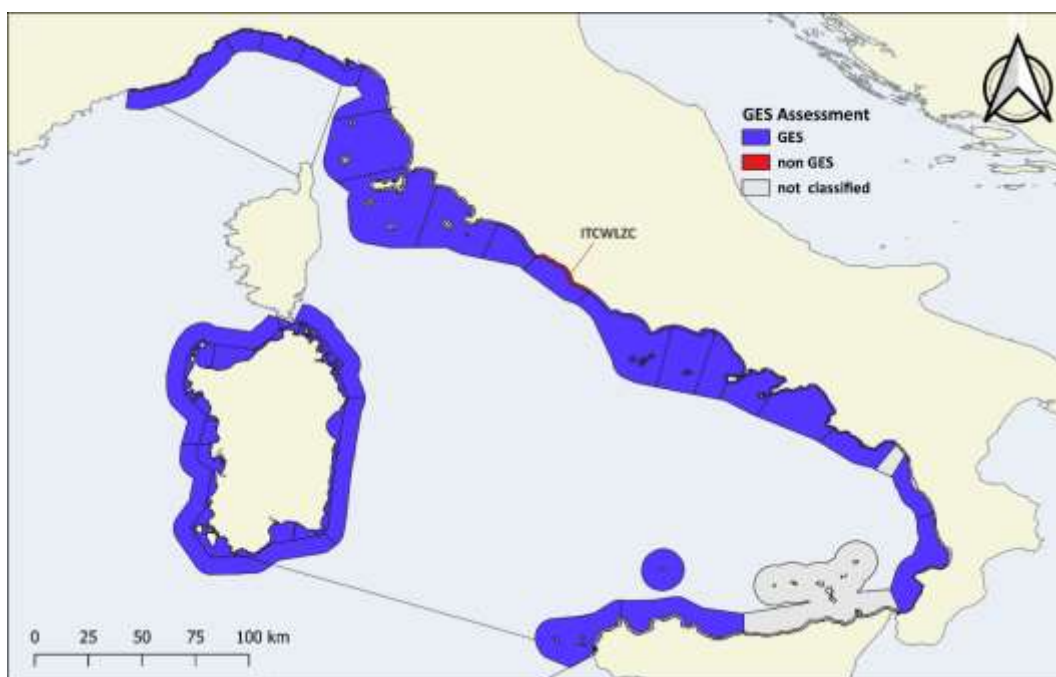 GES Assessment
GES
non GES
not classified
ITCWLZC
0 25 50 75 100 km